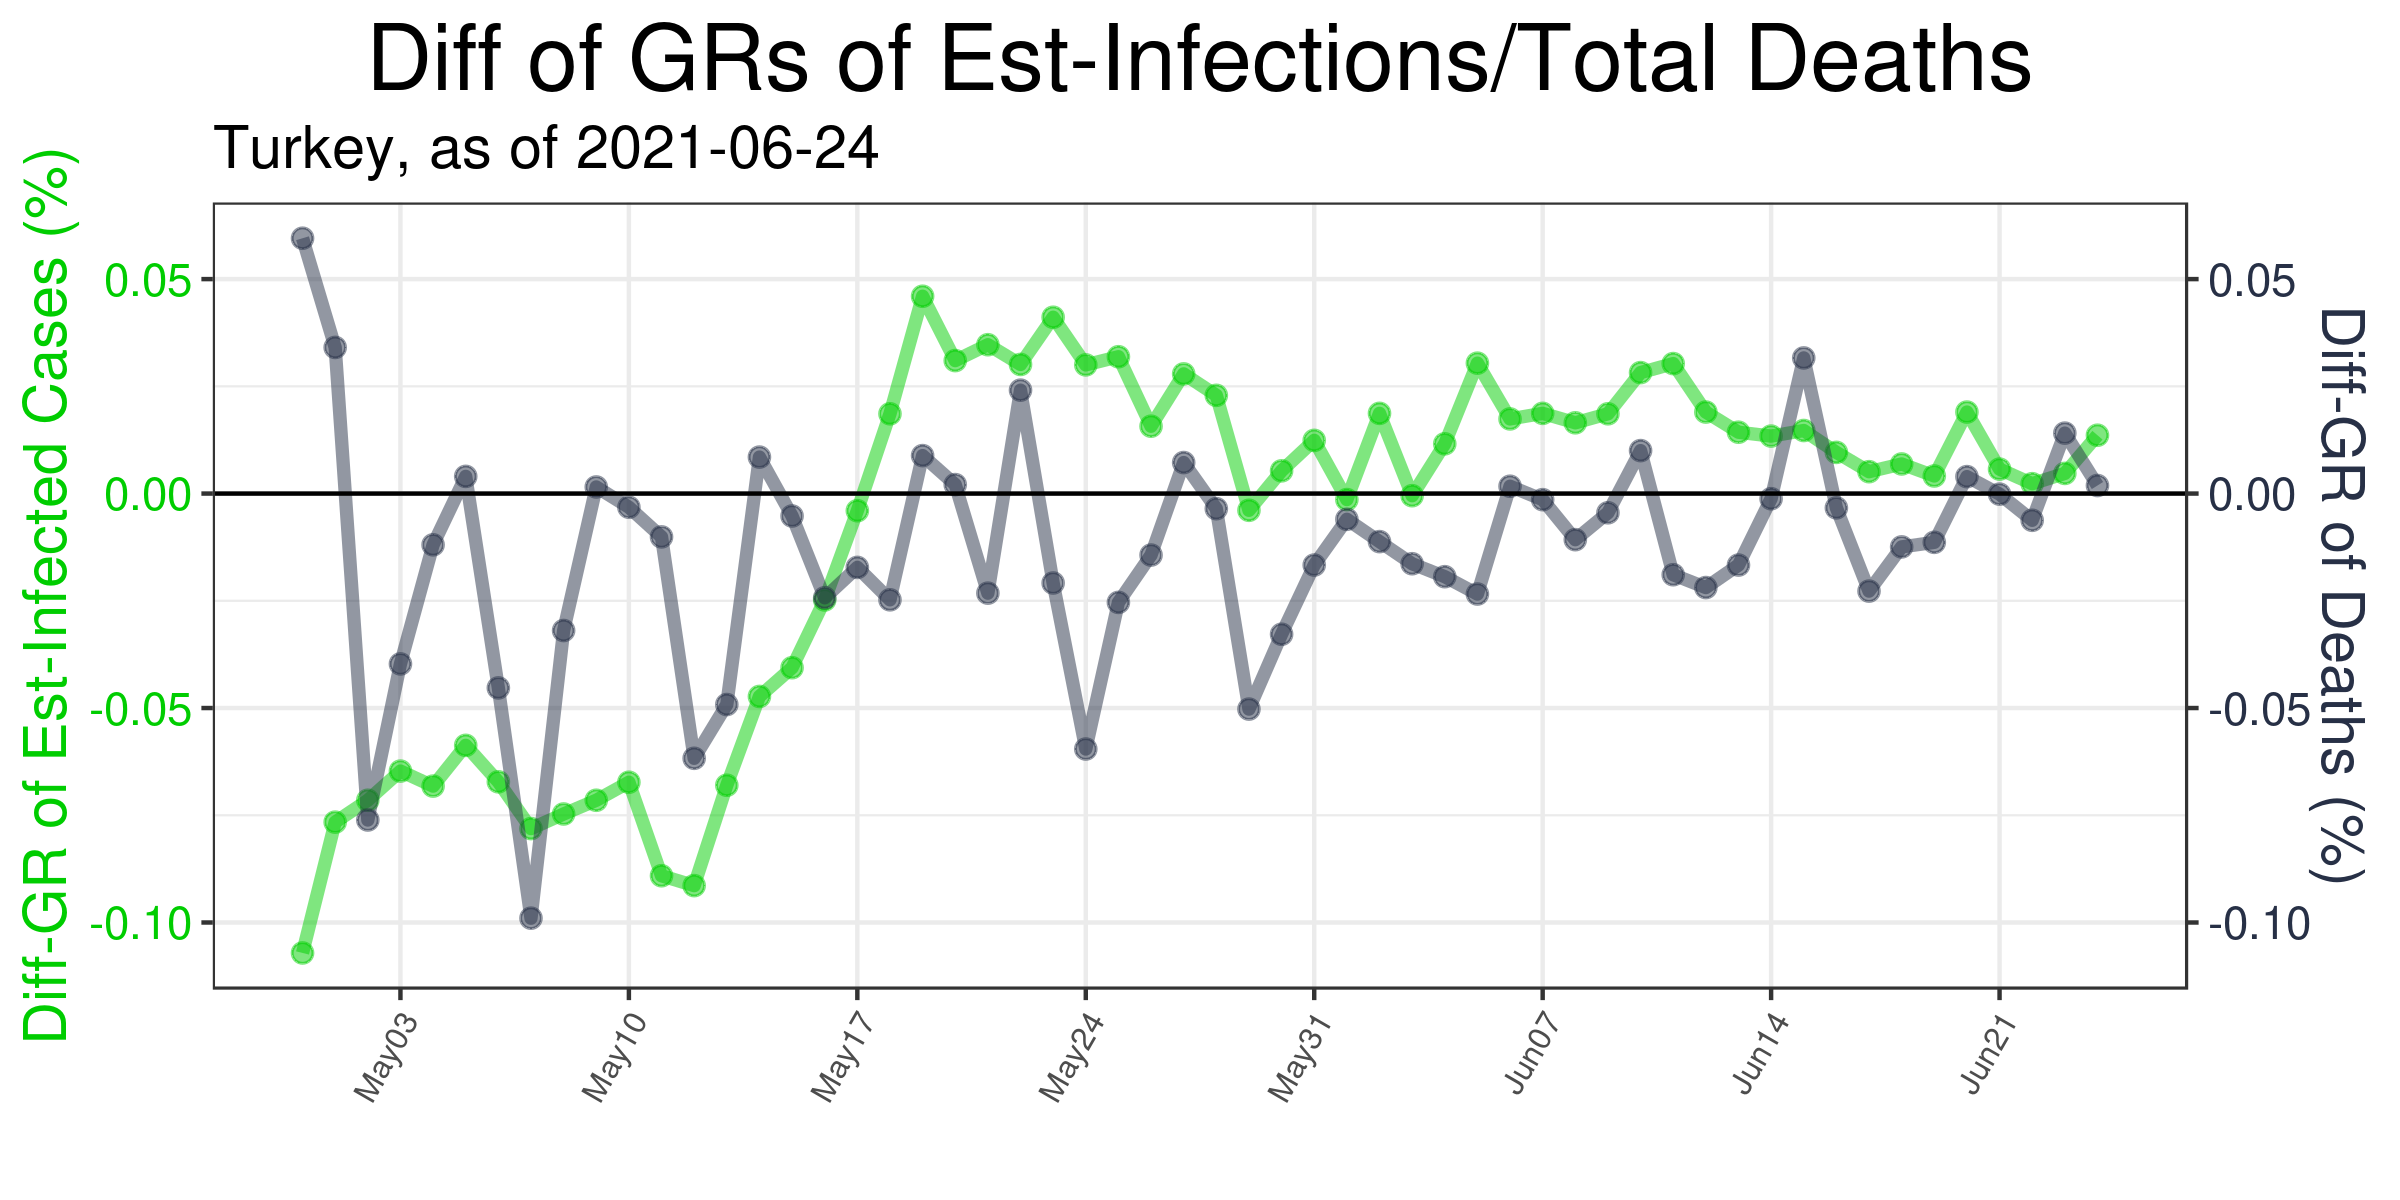 Diff of GRs of Est-Infections/Total Deaths
Turkey, as of 2021-06-24
Diff-GR of Est-Infected Cases (%)
0.05
0.00
-0.05
-0.10
0.05
0.00
-0.05
-0.10
Diff-GR of Deaths (%)
May03
May10
May17
May24
May31
Jun07
Jun14
Jun21